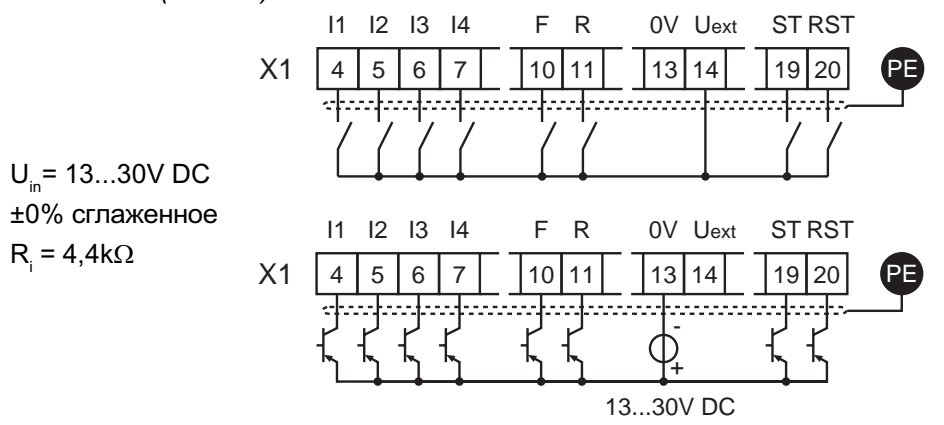 I1 I2 I3 I4 F R 0V Uext ST RST
X1 4 5 6 7 10 11 13 14 19 20 PE
Uin= 13...30V DC
±0% сглаженное
Ri = 4,4kΩ
I1 I2 I3 I4 F R 0V Uext ST RST
X1 4 5 6 7 10 11 13 14 19 20 PE
-
+
13...30V DC